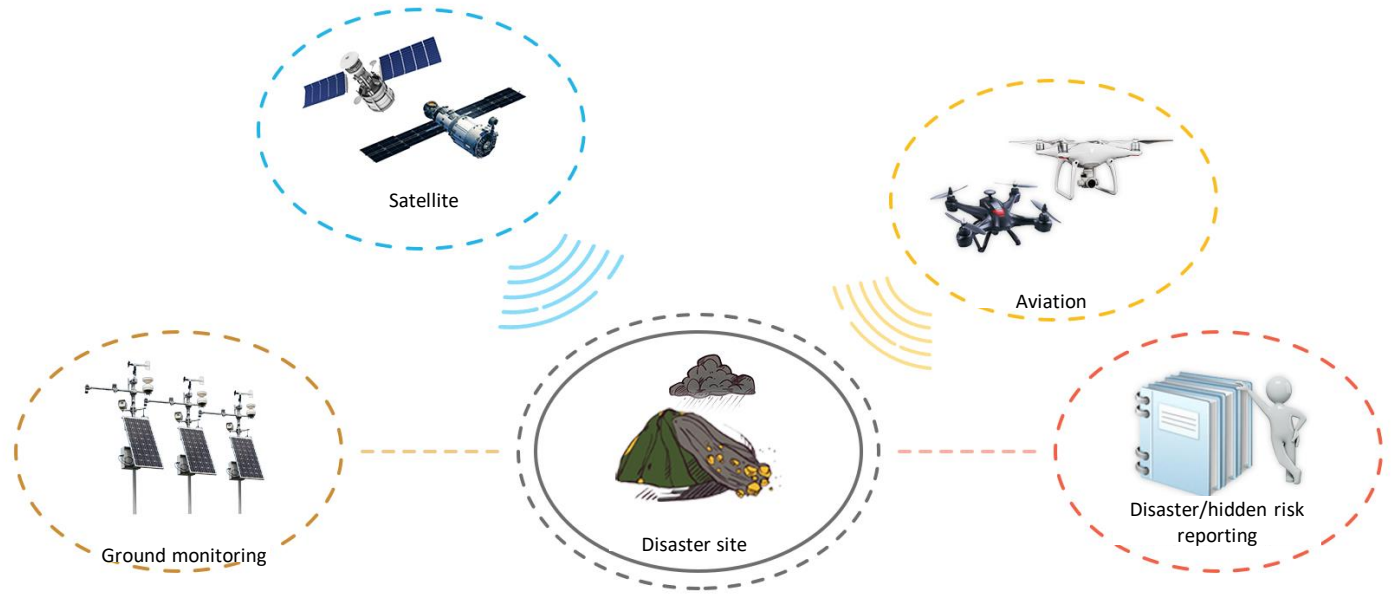 Satellite
Aviation
Ground monitoring
Disaster site
Disaster/hidden risk
reporting